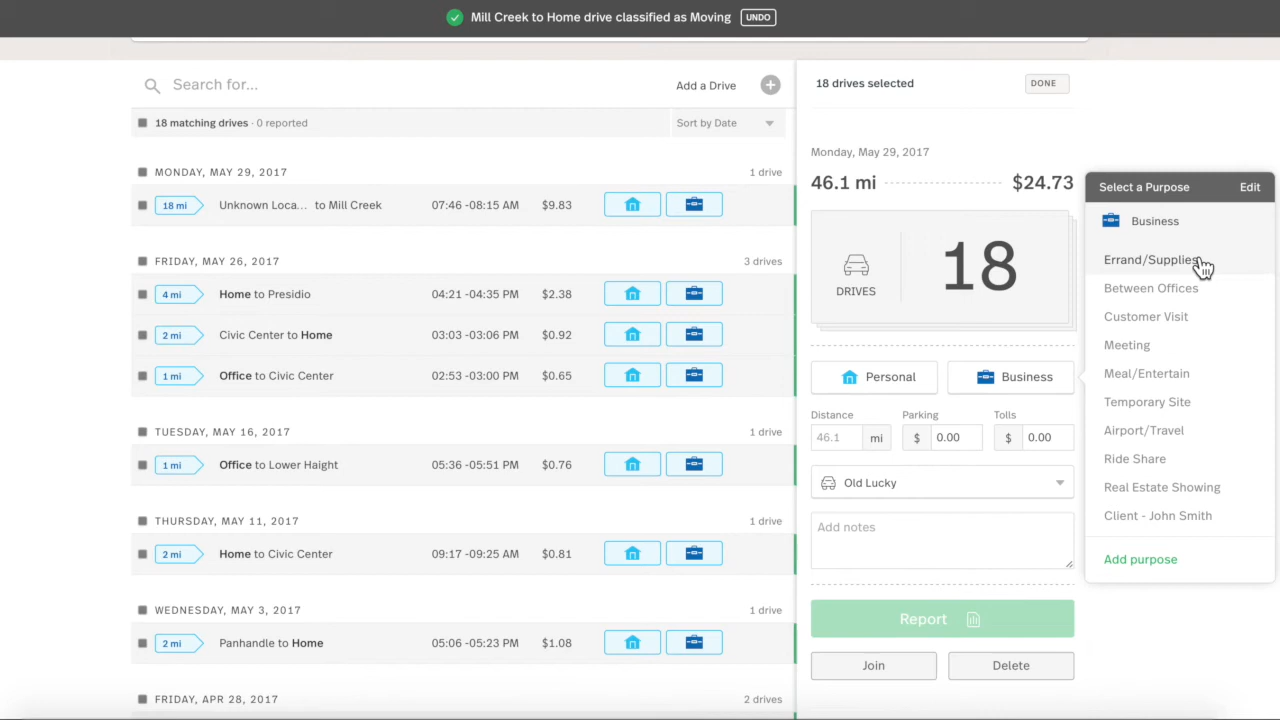 Mill Creek to Home drive classified as Moving UNDO
Search for...
Add a Drive
18 matching drives · 0 reported
Sort by Date
MONDAY, MAY 29, 2017 1 drive
18 mi Unknown Loca... to Mill Creek 07:46 -08:15 AM $9.83
FRIDAY, MAY 26, 2017 3 drives
4 mi Home to Presidio 04:21 -04:35 PM $2.38
2 mi Civic Center to Home 03:03 -03:06 PM $0.92
1 mi Office to Civic Center 02:53 -03:00 PM $0.65
TUESDAY, MAY 16, 2017 1 drive
1 mi Office to Lower Haight 05:36 -05:51 PM $0.76
THURSDAY, MAY 11, 2017 1 drive
2 mi Home to Civic Center 09:17 -09:25 AM $0.81
WEDNESDAY, MAY 3, 2017 1 drive
2 mi Panhandle to Home 05:06 -05:23 PM $1.08
FRIDAY, APR 28, 2017 2 drives
18 drives selected DONE
Monday, May 29, 2017
46.1 mi $24.73
DRIVES 18
Personal Business
Distance Parking Tolls
46.1 mi $ 0.00 $ 0.00
Old Lucky
Add notes
Report
Join Delete
Select a Purpose Edit
Business
Errand/Supplies
Between Offices
Customer Visit
Meeting
Meal/Entertain
Temporary Site
Airport/Travel
Ride Share
Real Estate Showing
Client - John Smith
Add purpose